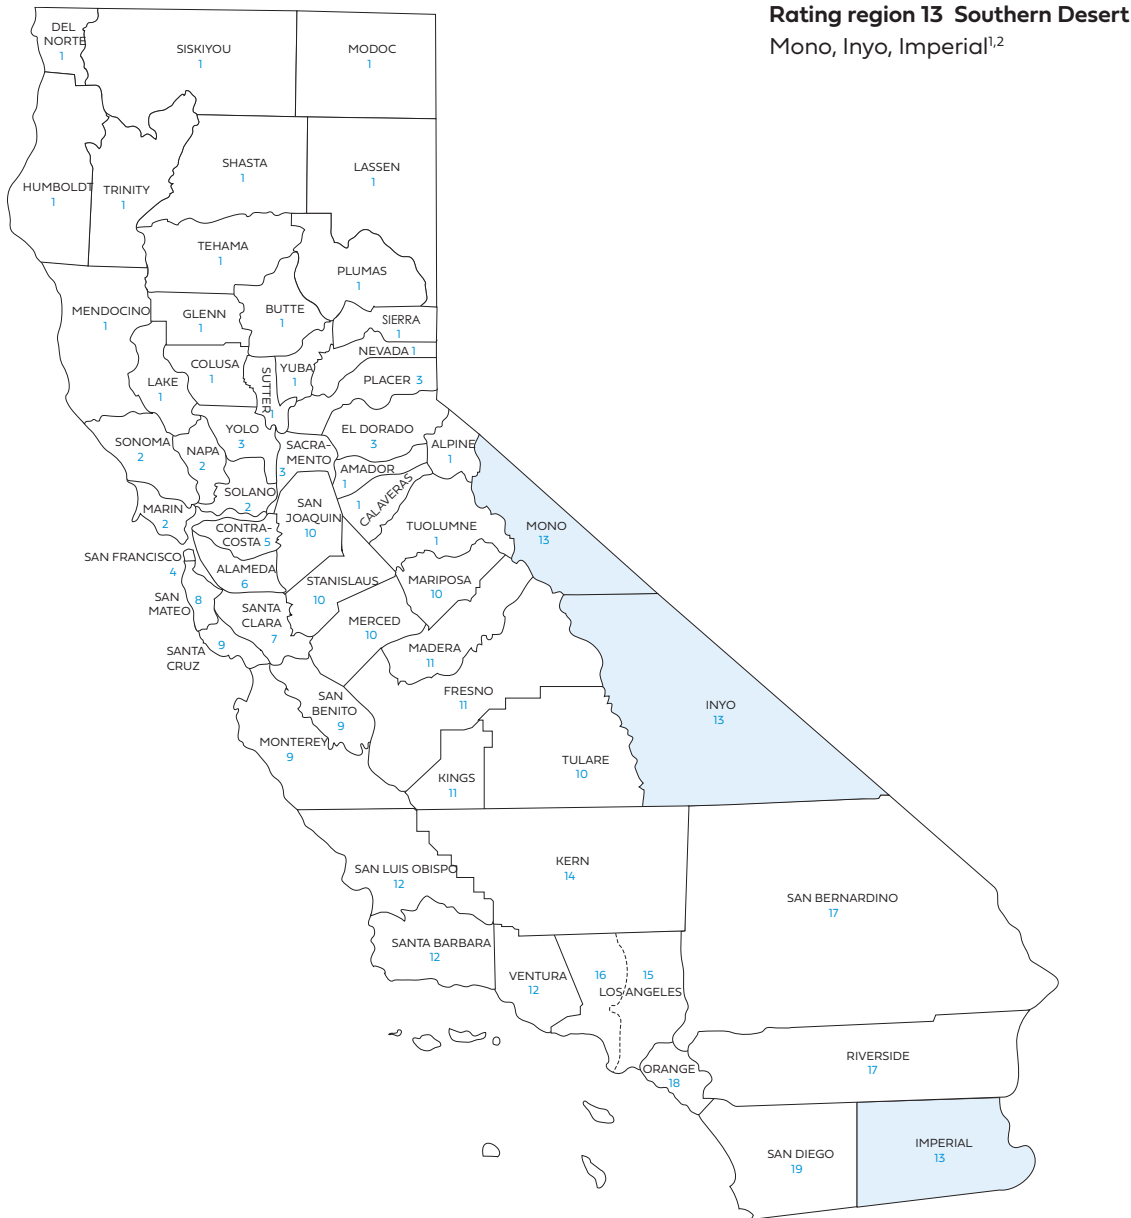 Rating region 13 Southern Desert
Mono, Inyo, Imperial1,2
DEL
NORTE
1
SISKIYOU
1
MODOC
1
SHASTA
1
LASSEN
1
HUMBOLDT
1
TRINITY
1
TEHAMA
1
PLUMAS
1
MENDOCINO
1
GLENN
1
BUTTE
1
SIERRA
1
NEVADA 1
COLUSA
1
YUBA
1
PLACER 3
LAKE
1
SUTTER
1
SONOMA
2
NAPA
2
YOLO
3
SACRA-
MENTO
3
EL DORADO
3
ALPINE
1
AMADOR
1
CALAVERAS
1
SOLANO
2
MARIN
2
SAN
JOAQUIN
10
CONTRA-
COSTA 5
TUOLUMNE
1
MONO
13
SAN FRANCISCO
4
ALAMEDA
6
STANISLAUS
10
MARIPOSA
10
SAN
MATEO
8
SANTA
CLARA
7
MERCED
10
SANTA
CRUZ
9
MADERA
11
FRESNO
11
SAN
BENITO
9
INYO
13
MONTEREY
9
KINGS
11
TULARE
10
SAN LUIS OBISPO
12
KERN
14
SAN BERNARDINO
17
SANTA BARBARA
12
VENTURA
12
16
15
LOS ANGELES
ORANGE
18
RIVERSIDE
17
SAN DIEGO
19
IMPERIAL
13